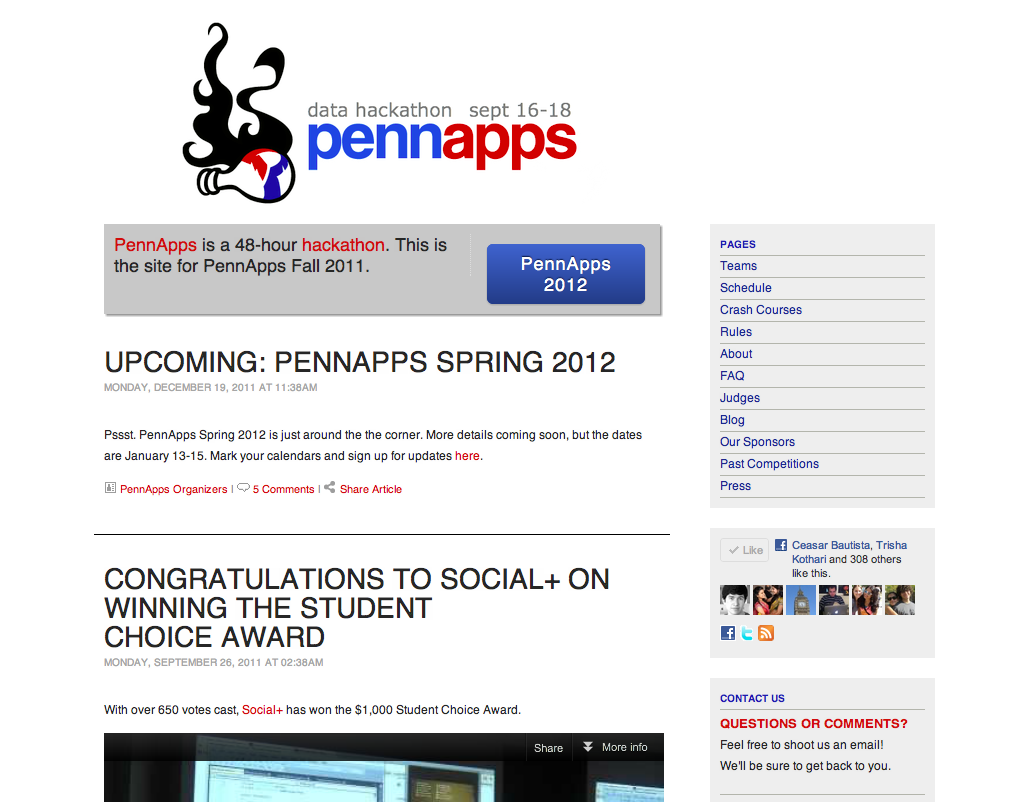 data hackathon sept 16-18
pennapps
PennApps is a 48-hour hackathon. This is
the site for PennApps Fall 2011.
PennApps
2012
UPCOMING: PENNAPPS SPRING 2012
MONDAY, DECEMBER 19, 2011 AT 11:38AM
Pssst. PennApps Spring 2012 is just around the the corner. More details coming soon, but the dates
are January 13-15. Mark your calendars and sign up for updates here.
PennApps Organizers | 5 Comments | Share Article
CONGRATULATIONS TO SOCIAL+ ON
WINNING THE STUDENT
CHOICE AWARD
MONDAY, SEPTEMBER 26, 2011 AT 02:38AM
With over 650 votes cast, Social+ has won the $1,000 Student Choice Award.
Share More info
PAGES
Teams
Schedule
Crash Courses
Rules
About
FAQ
Judges
Blog
Our Sponsors
Past Competitions
Press
Like
Ceasar Bautista, Trisha
Kothari and 308 others
like this.
CONTACT US
QUESTIONS OR COMMENTS?
Feel free to shoot us an email!
We'll be sure to get back to you.